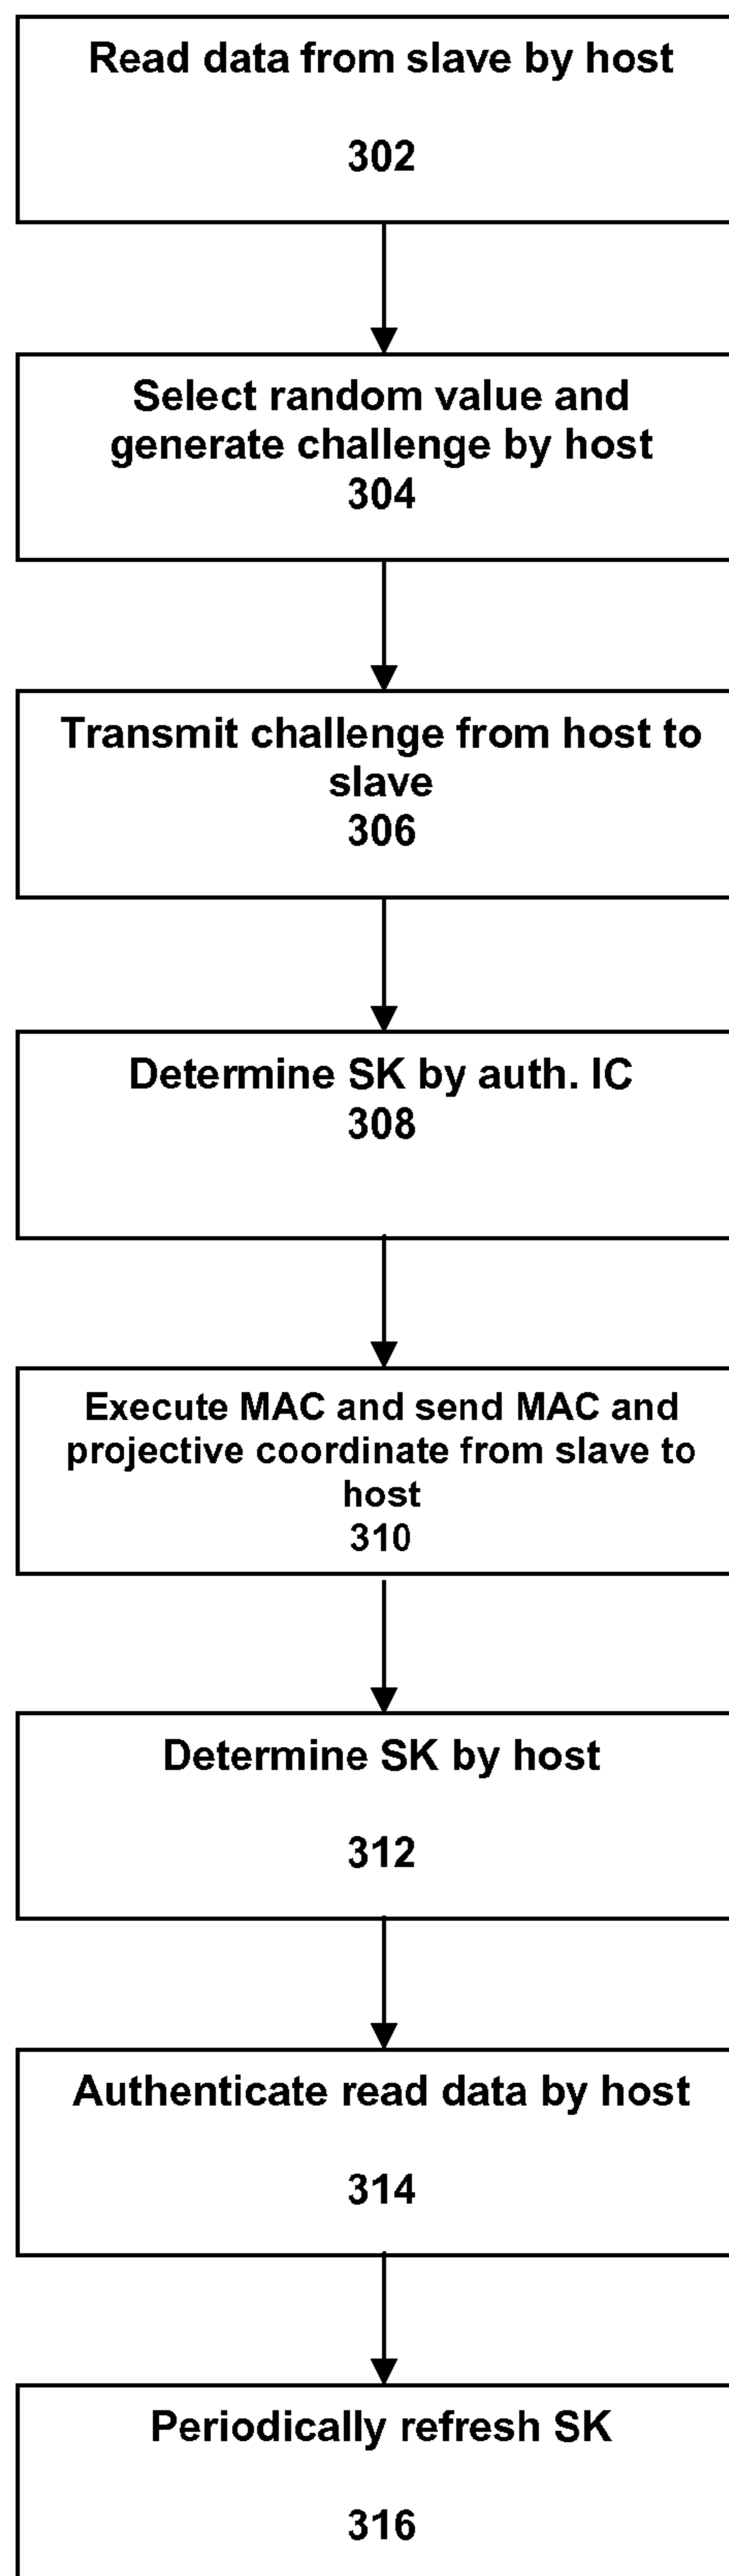 Read data from slave by host
302
Select random value and
generate challenge by host
304
Transmit challenge from host to
slave
306
Determine SK by auth. IC
308
Execute MAC and send MAC and
projective coordinate from slave to
host
310
Determine SK by host
312
Authenticate read data by host
314
Periodically refresh SK
316